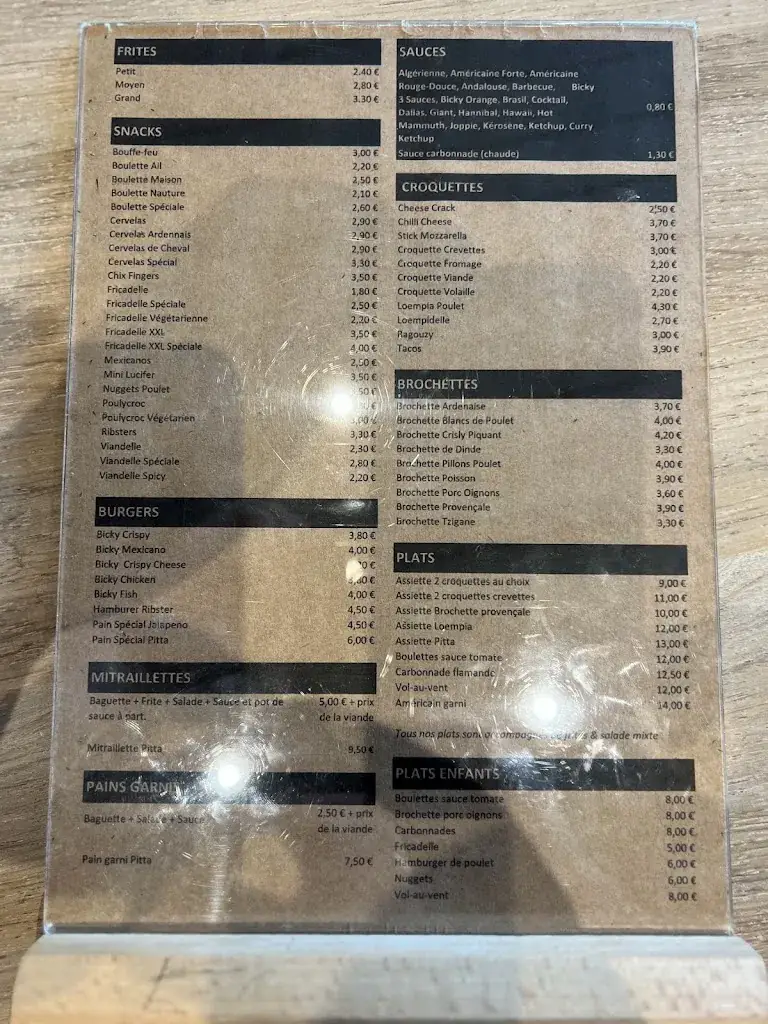 FRITES
Petit 2.40 €
Moyen 2,80 €
Grand 3.30 €
SNACKS
Bouffe-feu 3,00 €
Boulette Ail 2,20 €
Boulette Maison 2,50 €
Boulette Nauture 2,10 €
Boulette Spéciale 2,60 €
Cervelas 2,90 €
Cervelas Ardennais 2,90 €
Cervelas de Cheval 2,90 €
Cervelas Spécial 3,30 €
Chix Fingers 3,50 €
Fricadelle 1,80 €
Fricadelle Spéciale 2,50 €
Fricadelle Végétarienne 2,20 €
Fricadelle XXL 3,50 €
Fricadelle XXL Spéciale 4,00 €
Mexicanos 2,60 €
Mini Lucifer 3,50 €
Nuggets Poulet
Poulycroc
Poulycroc Végétarien
Ribsters 3,30 €
Viandelle 2,30 €
Viandelle Spéciale 2,80 €
Viandelle Spicy 2,20 €
BURGERS
Bicky Crispy 3,80 €
Bicky Mexicano 4,00 €
Bicky Crispy Cheese
Bicky Chicken
Bicky Fish 4,00 €
Hamburer Ribster 4,50 €
Pain Spécial Jalapeno 4,50 €
Pain Spécial Pitta 6,00 €
MITRAILLETTES
Baguette + Frite + Salade + Sauce et pot de 5,00 € + prix
sauce à part. de la viande
Mitraillette Pitta 9,50 €
PAINS GARNI
Baguette + Salade + Sauce 2,50 € + prix
de la viande
Pain garni Pitta 7,50 €
SAUCES
Algérienne, Américaine Forte, Américaine
Rouge-Douce, Andalouse, Barbecue, Bicky
3 Sauces, Bicky Orange, Brasil, Cocktail,
Dallas, Giant, Hannibal, Hawaii, Hot 0,80 €
Mammuth, Joppie, Kérosène, Ketchup, Curry
Ketchup
Sauce carbonnade (chaude) 1,30 €
CROQUETTES
Cheese Crack 2,50 €
Chilli Cheese 3,70 €
Stick Mozzarella 3,70 €
Croquette Crevettes 3,00 €
Croquette Fromage 2,20 €
Croquette Viande 2,20 €
Croquette Volaille 2,20 €
Loempia Poulet 4,30 €
Loempidelle 2,70 €
Ragouzy 3,00 €
Tacos 3,90 €
BROCHETTES
Brochette Ardenaise 3,70 €
Brochette Blancs de Poulet 4,00 €
Brochette Crisly Piquant 4,20 €
Brochette de Dinde 3,30 €
Brochette Pillons Poulet 4,00 €
Brochette Poisson 3,90 €
Brochette Porc Oignons 3,60 €
Brochette Provençale 3,90 €
Brochette Tzigane 3,30 €
PLATS
Assiette 2 croquettes au choix 9,00 €
Assiette 2 croquettes crevettes 11,00 €
Assiette Brochette provençale 10,00 €
Assiette Loempia 12,00 €
Assiette Pitta 13,00 €
Boulettes sauce tomate 12,00 €
Carbonnade flamande 12,50 €
Vol-au-vent 12,00 €
Américain garni 14,00 €
Tous nos plats sont accompagnés de frites & salade mixte
PLATS ENFANTS
Boulettes sauce tomate 8,00 €
Brochette porc oignons 8,00 €
Carbonnades 8,00 €
Fricadelle 5,00 €
Hamburger de poulet 6,00 €
Nuggets 6,00 €
Vol-au-vent 8,00 €